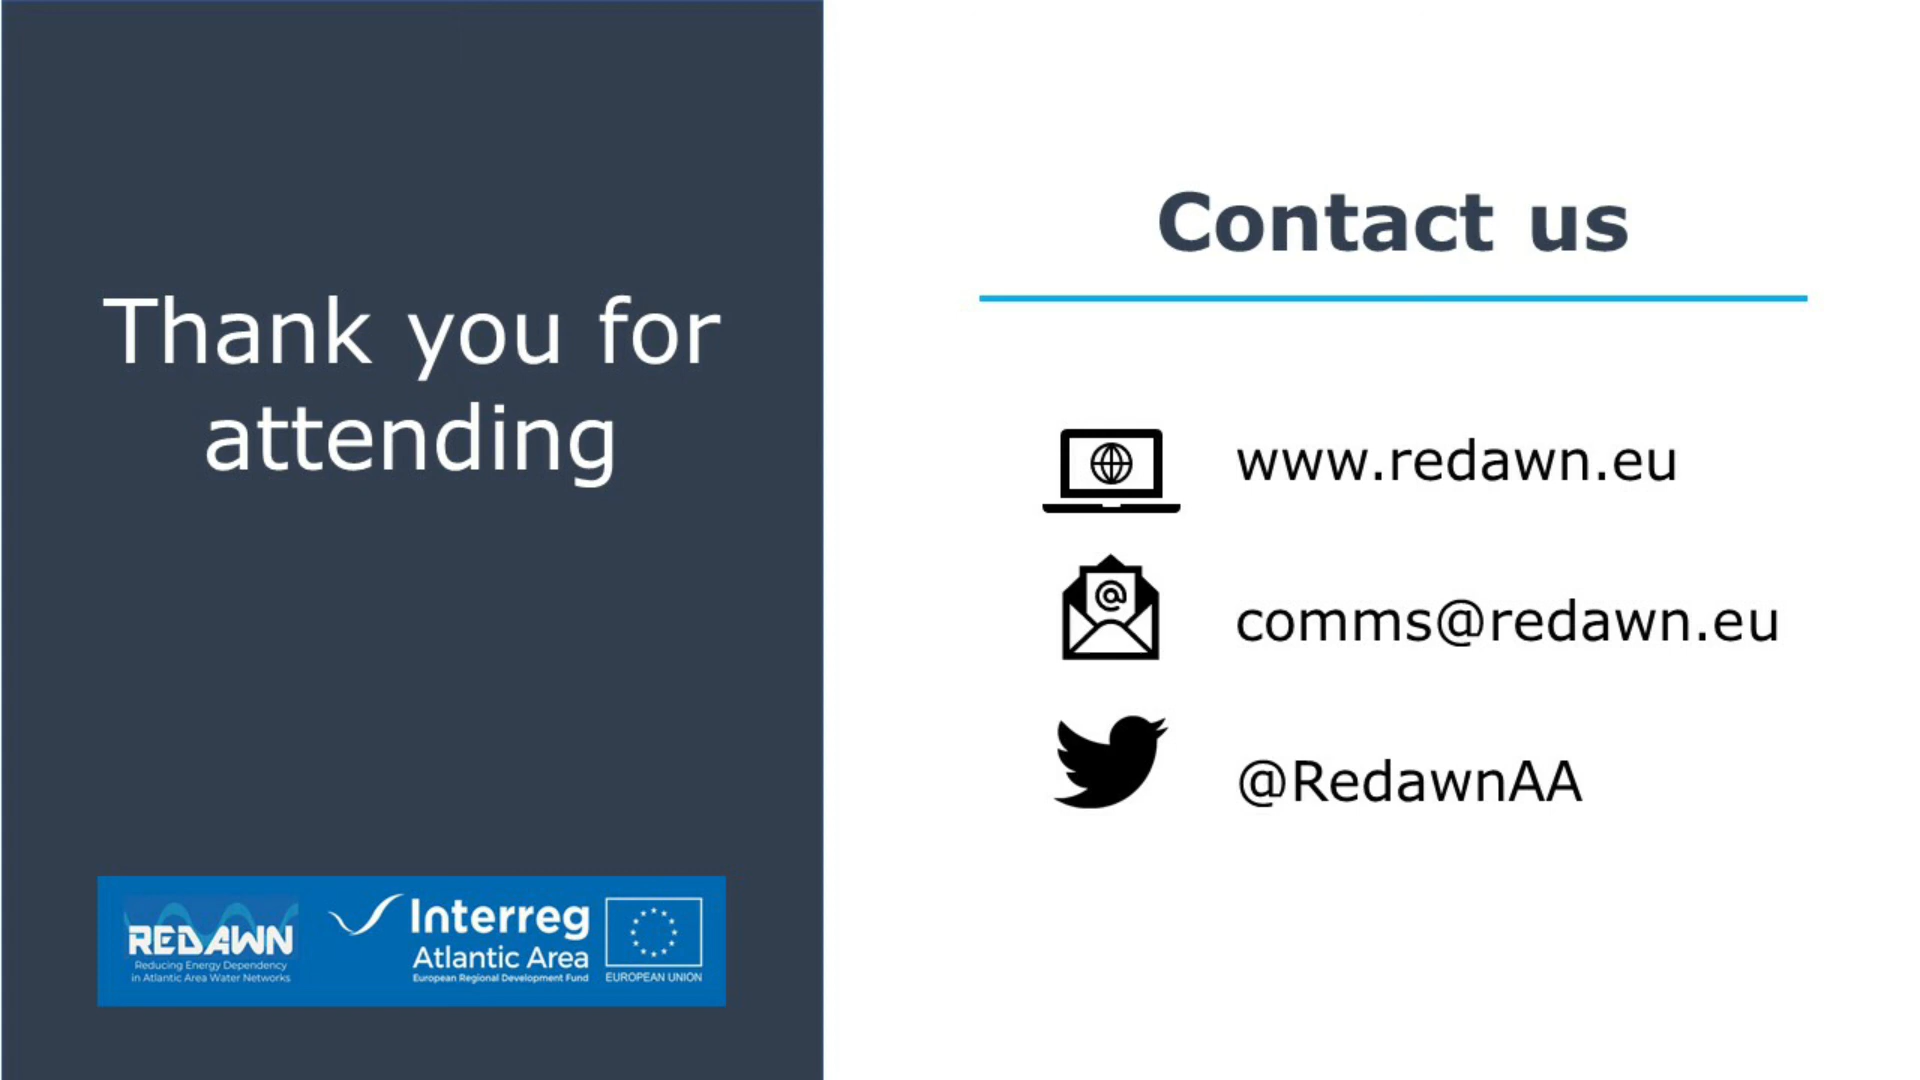 Thank you for
attending
REDAWN
Reducing Energy Dependency
in Atlantic Area Water Networks
Interreg
Atlantic Area
European Regional Development Fund
EUROPEAN UNION
Contact us
www.redawn.eu
@
comms@redawn.eu
@RedawnAA